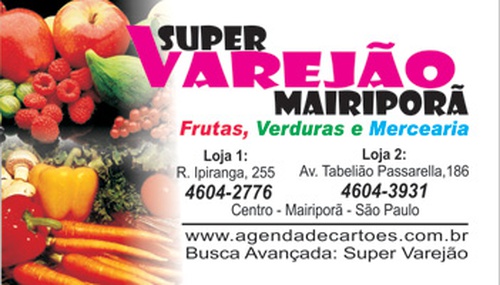 SUPER
VAREJÃO
MAIRIPORÃ
Frutas, Verduras e Mercearia
Loja 1:
R. Ipiranga, 255
4604-2776
Loja 2:
Av. Tabelião Passarella,186
4604-3931
Centro - Mairiporã - São Paulo
www.agendadecartoes.com.br
Busca Avançada: Super Varejão